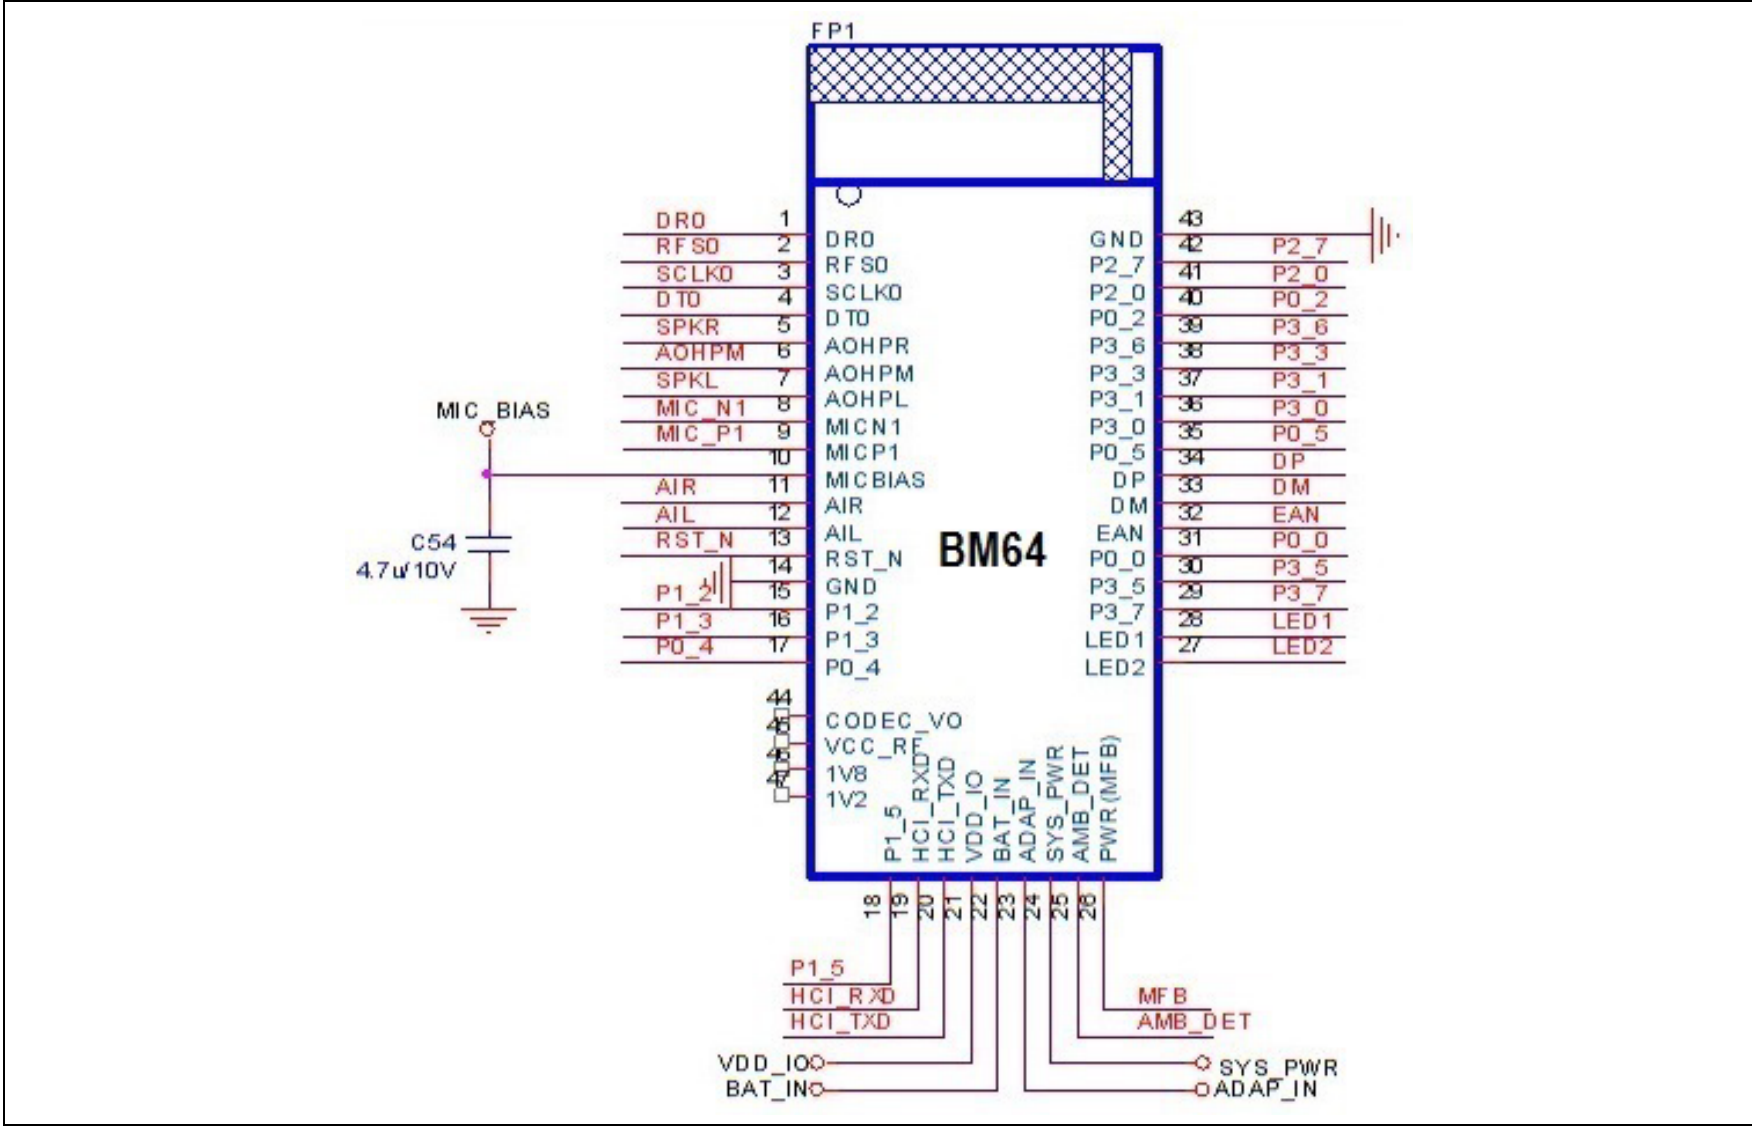 FP1
DR0 1 DR0
RFS0 2 RFS0
SCLK0 3 SCLK0
DT0 4 DT0
SPKR 5 AOHPR
AOHPM 6 AOHPM
SPKL 7 AOHPL
MIC_N1 8 MICN1
MIC_P1 9 MICP1
MIC_BIAS 10 MICBIAS
AIR 11 AIR
AIL 12 AIL
RST_N 13 RST_N
14 GND
P1_2 15 P1_2
P1_3 16 P1_3
P0_4 17 P0_4
C54
4.7u/10V
BM64
GND 43
P2_7 42 P2_7
P2_0 41 P2_0
P0_2 40 P0_2
P3_6 39 P3_6
P3_3 38 P3_3
P3_1 37 P3_1
P3_0 36 P3_0
P0_5 35 P0_5
DP 34 DP
DM 33 DM
EAN 32 EAN
P0_0 31 P0_0
P3_5 30 P3_5
P3_7 29 P3_7
LED1 28 LED1
LED2 27 LED2
44 CODEC_VO
45 VCC_RF
46 1V8
47 1V2
P1_5 18 P1_5
HCI_RXD 19 HCI_RXD
HCI_TXD 20 HCI_TXD
VDD_IO 21 VDD_IO
BAT_IN 22 BAT_IN
ADAP_IN 23 ADAP_IN
SYS_PWR 24 SYS_PWR
AMB_DET 25 AMB_DET
PWR(MFB) 26 MFB